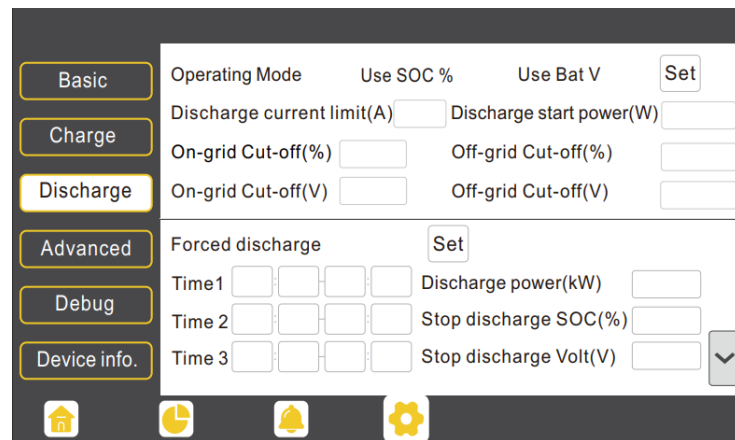 Basic
Charge
Discharge
Advanced
Debug
Device info.
Operating Mode Use SOC % Use Bat V Set
Discharge current limit(A) Discharge start power(W)
On-grid Cut-off(%) Off-grid Cut-off(%)
On-grid Cut-off(V) Off-grid Cut-off(V)
Forced discharge Set
Time1 : - : Discharge power(kW)
Time 2 : - : Stop discharge SOC(%)
Time 3 : - : Stop discharge Volt(V)